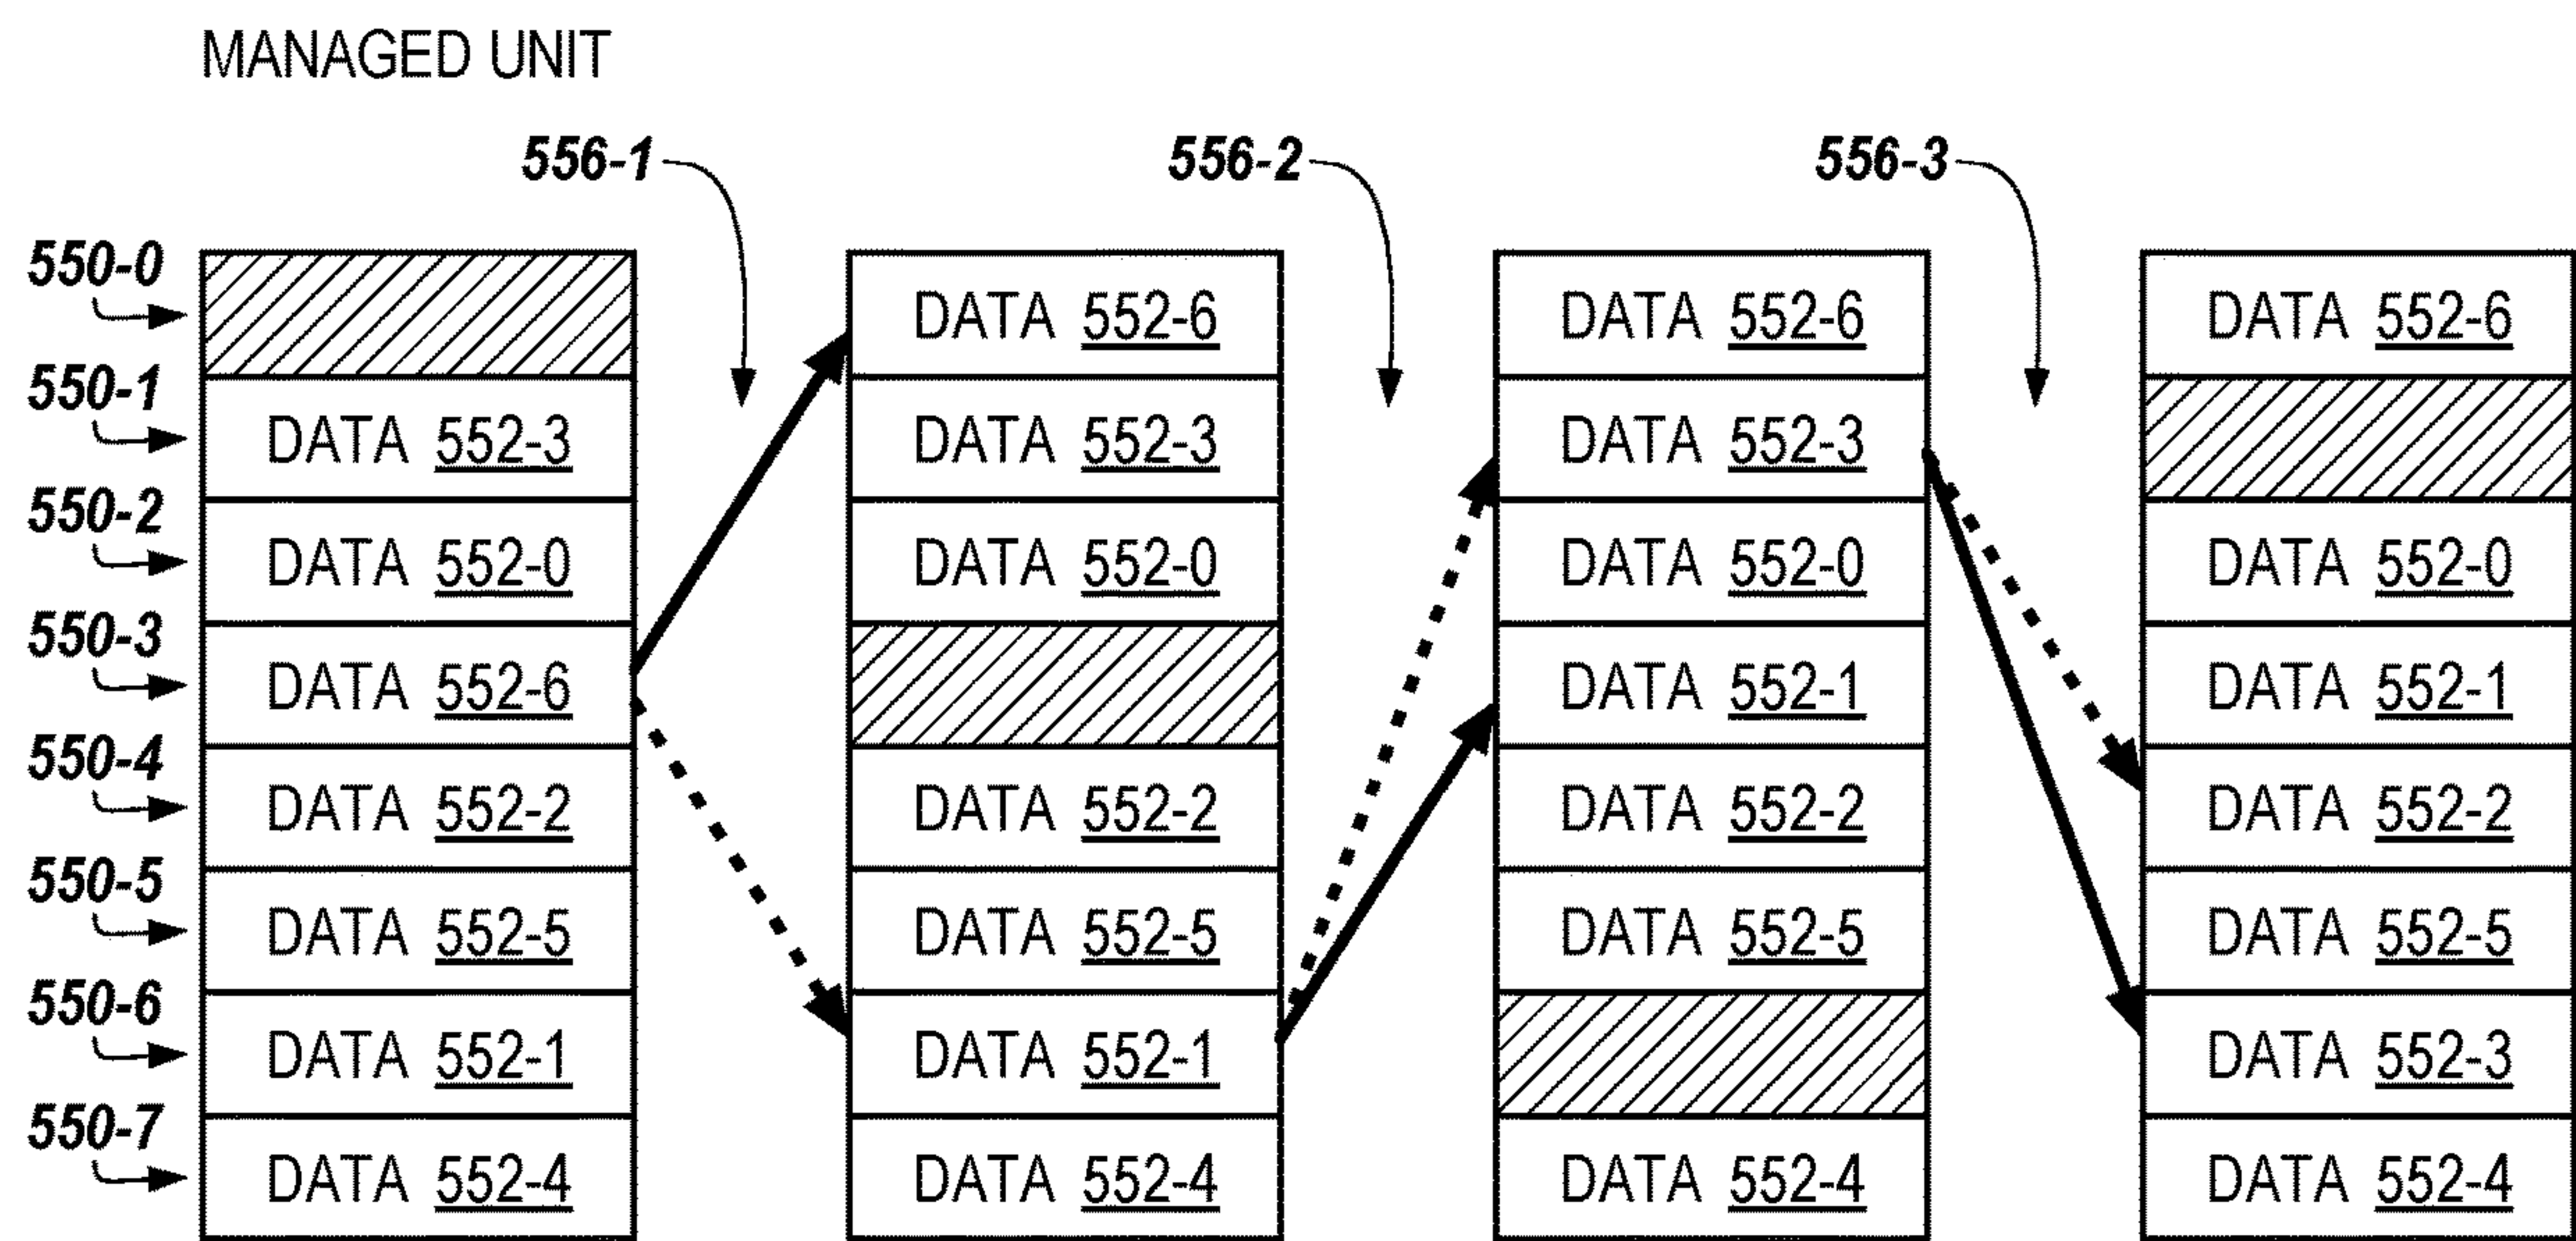 MANAGED UNIT
556-1 556-2 556-3
550-0 DATA 552-6 DATA 552-6 DATA 552-6
550-1 DATA 552-3 DATA 552-3 DATA 552-3
550-2 DATA 552-0 DATA 552-0 DATA 552-0 DATA 552-0
550-3 DATA 552-6 DATA 552-1 DATA 552-1
550-4 DATA 552-2 DATA 552-2 DATA 552-2 DATA 552-2
550-5 DATA 552-5 DATA 552-5 DATA 552-5 DATA 552-5
550-6 DATA 552-1 DATA 552-1 DATA 552-3
550-7 DATA 552-4 DATA 552-4 DATA 552-4 DATA 552-4